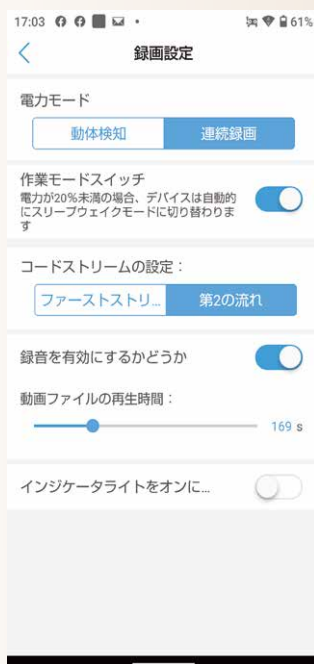 17:03 61%
録画設定
電力モード
動体検知 連続録画
作業モードスイッチ
電力が20%未満の場合、デバイスは自動的
にスリープウェイクモードに切り替わりま
す
コードストリームの設定：
ファーストストリ... 第2の流れ
録音を有効にするかどうか
動画ファイルの再生時間：
169 s
インジケータライトをオンに...